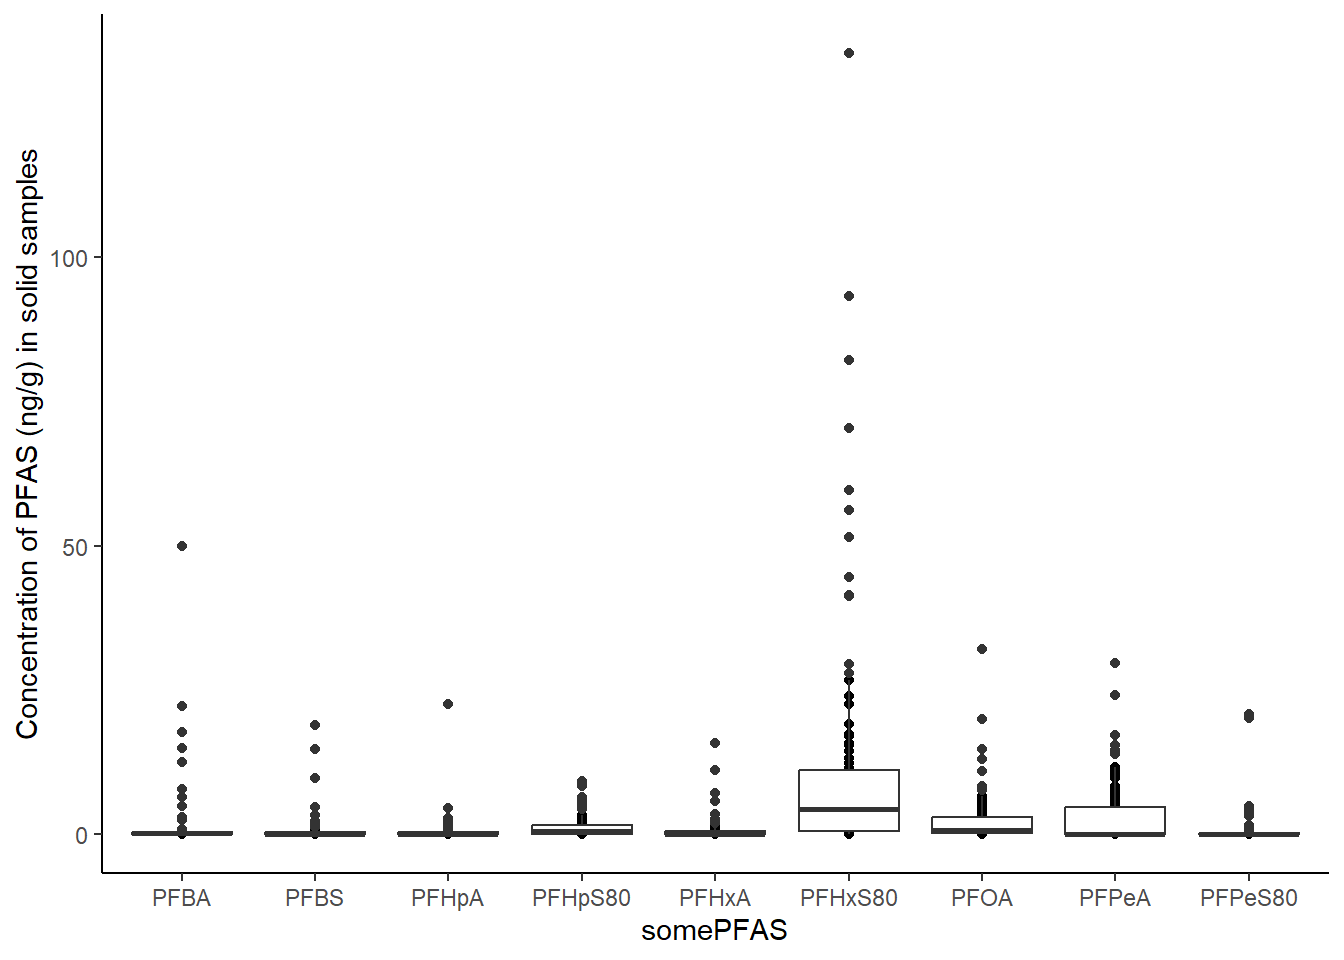 Concentration of PFAS (ng/g) in solid samples
100
50
0
PFBA PFBS PFHpA PFHpS80 PFHxA PFHxS80 PFOA PFPeA PFPeS80
somePFAS